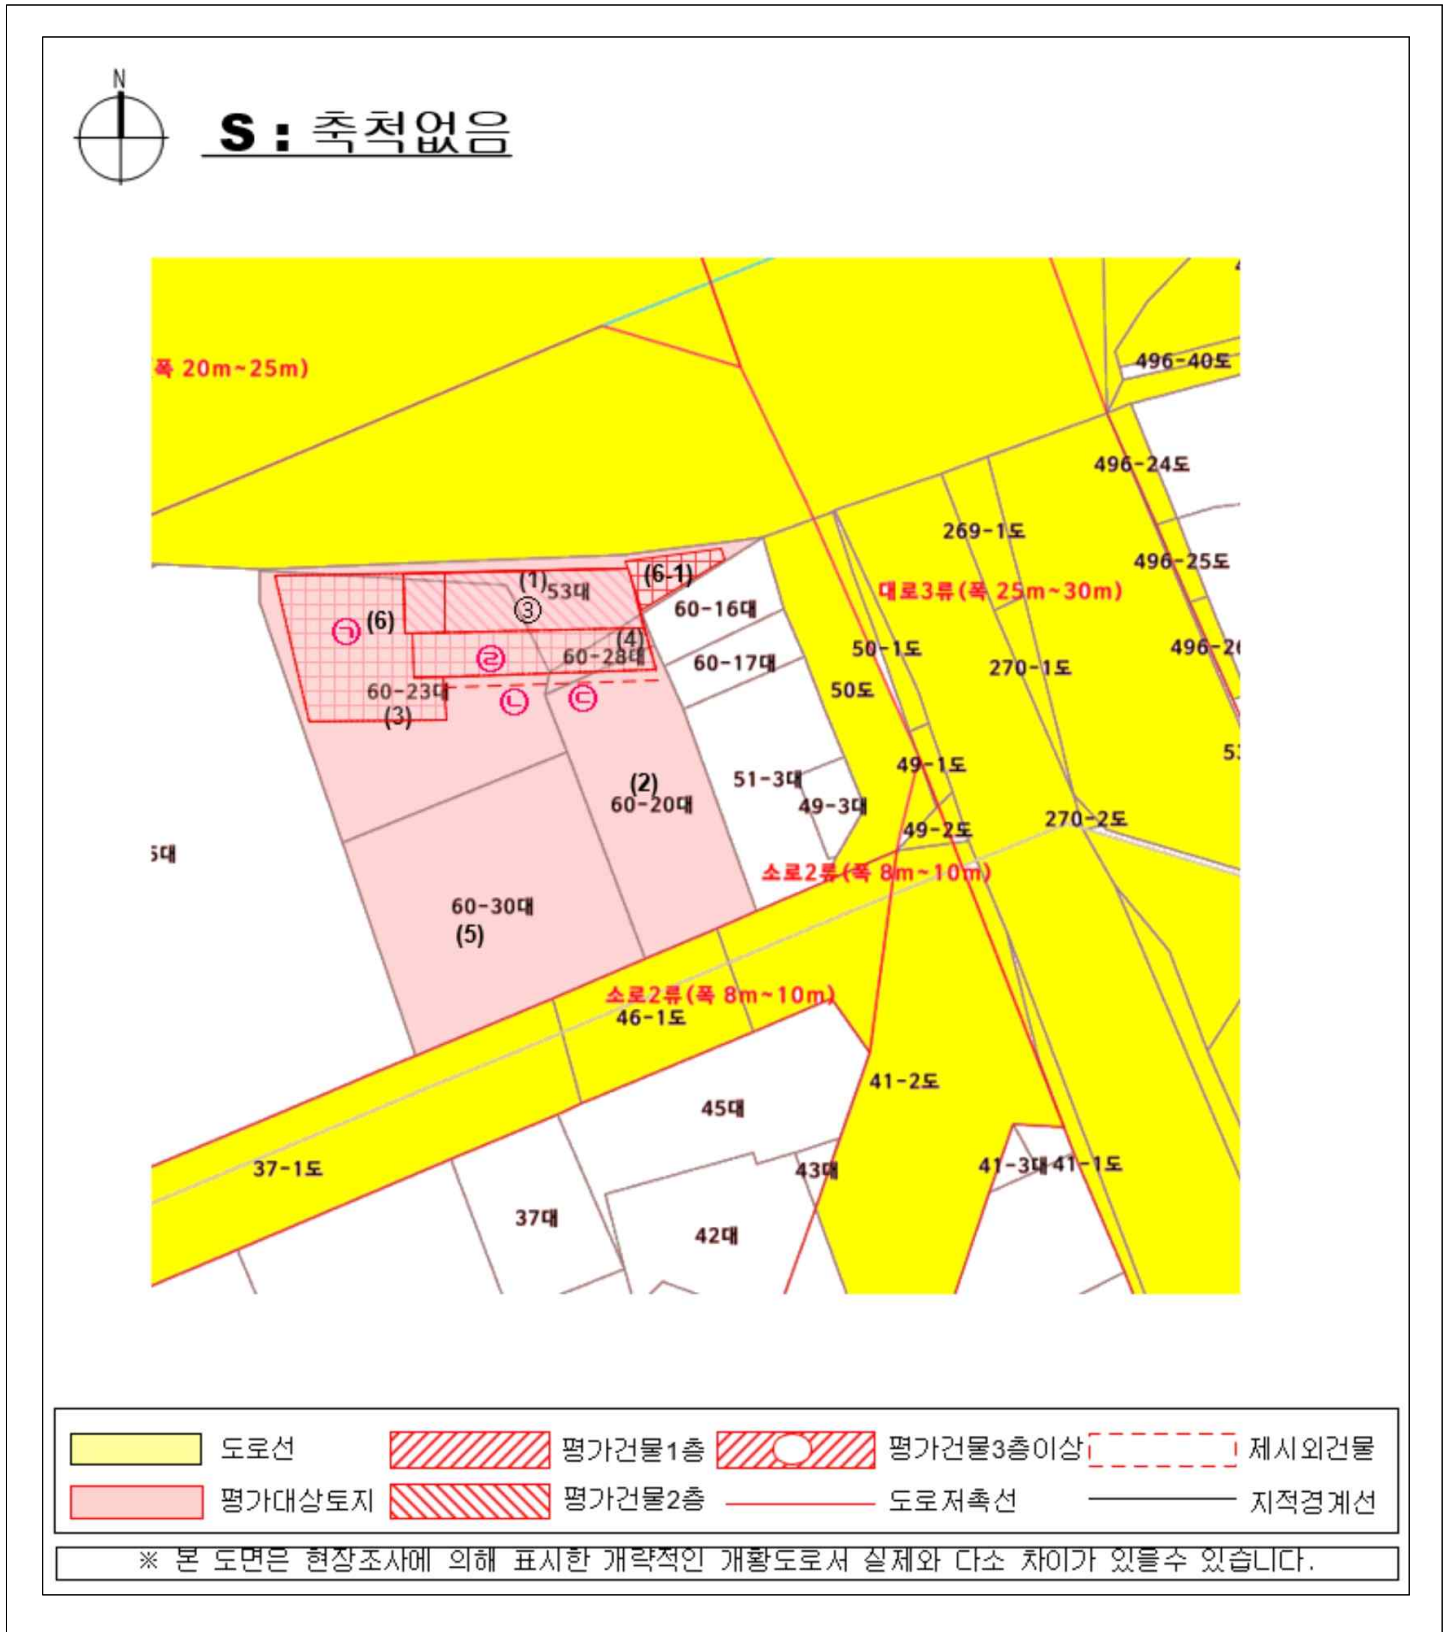 N
S : 축척없음
폭 20m~25m)
496-40도
496-24도
269-1도
496-25도
(1)
53대
(6-1)
대로3류(폭 25m~30m)
③
60-16대
㉠ (6)
(4)
50-1도
496-26
㉣
60-28대
60-17대
270-1도
60-23대
50도
(3)
㉡
㉢
51-3대
49-1도
(2)
60-20대
49-3대
49-2도
270-2도
5대
소로2류(폭 8m~10m)
60-30대
(5)
소로2류(폭 8m~10m)
46-1도
41-2도
45대
37-1도
43대
41-3대
41-1도
37대
42대
도로선
평가건물1층
평가건물3층이상
제시외건물
평가대상토지
평가건물2층
도로저촉선
지적경계선
※ 본 도면은 현장조사에 의해 표시한 개략적인 개황도로서 실제와 다소 차이가 있을수 있습니다.